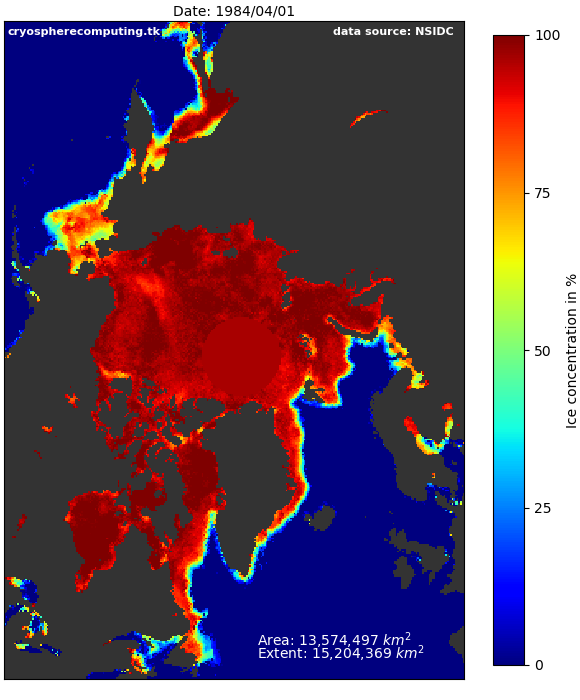 Date: 1984/04/01
cryospherecomputing.tk
data source: NSIDC
100
75
50
25
0
Ice concentration in %
Area: 13,574,497 km²
Extent: 15,204,369 km²